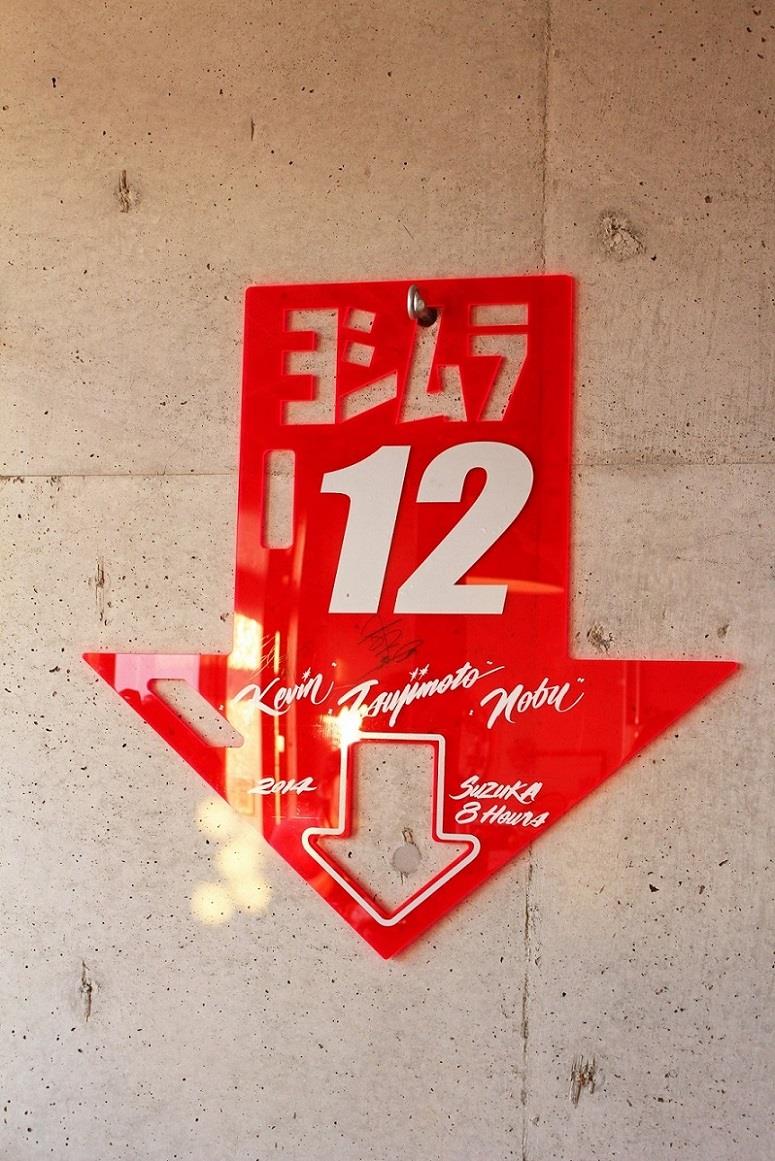 ヨシムラ
12
Kevin Tsujimoto Nobu
2014 Suzuka
8 Hours